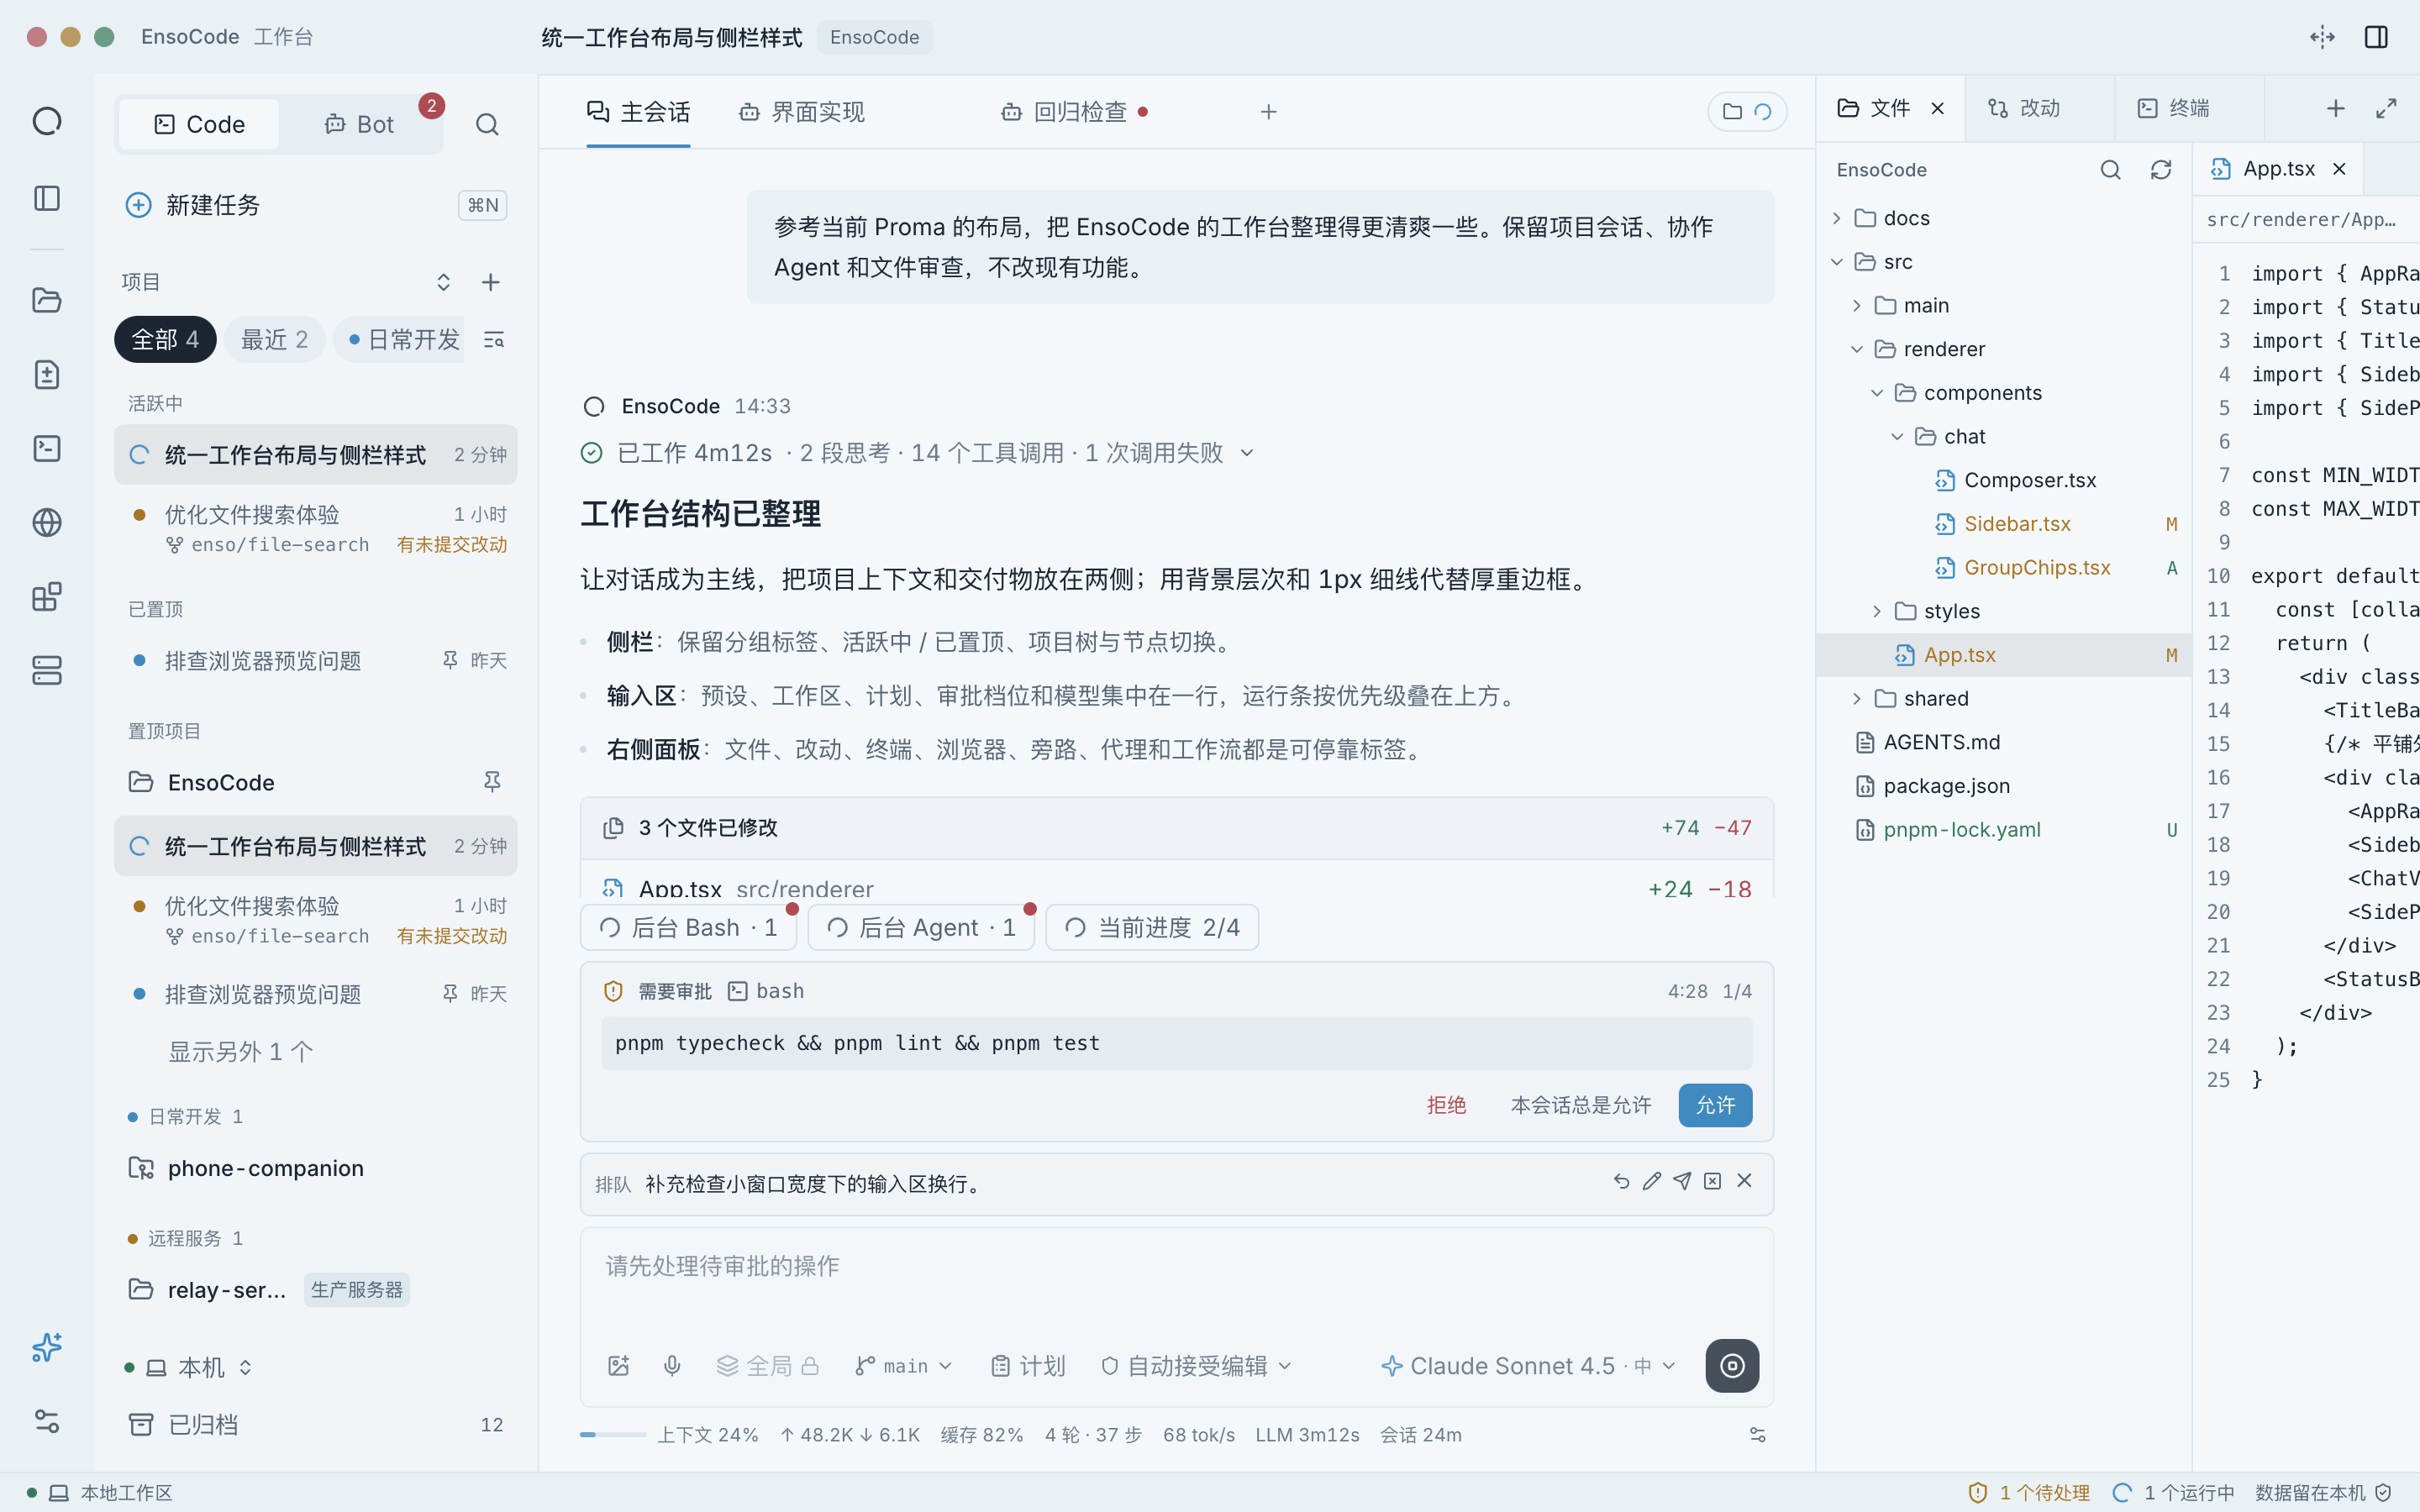 EnsoCode 工作台
统一工作台布局与侧栏样式 EnsoCode
Code Bot 2
新建任务 ⌘N
项目
全部 4 最近 2 日常开发
活跃中
统一工作台布局与侧栏样式 2 分钟
优化文件搜索体验 1 小时
enso/file-search 有未提交改动
已置顶
排查浏览器预览问题 昨天
置顶项目
EnsoCode
统一工作台布局与侧栏样式 2 分钟
优化文件搜索体验 1 小时
enso/file-search 有未提交改动
排查浏览器预览问题 昨天
显示另外 1 个
日常开发 1
phone-companion
远程服务 1
relay-ser... 生产服务器
本机
已归档 12
主会话 界面实现 回归检查
参考当前 Proma 的布局，把 EnsoCode 的工作台整理得更清爽一些。保留项目会话、协作
Agent 和文件审查，不改现有功能。
EnsoCode 14:33
已工作 4m12s · 2 段思考 · 14 个工具调用 · 1 次调用失败
工作台结构已整理
让对话成为主线，把项目上下文和交付物放在两侧；用背景层次和 1px 细线代替厚重边框。
侧栏：保留分组标签、活跃中 / 已置顶、项目树与节点切换。
输入区：预设、工作区、计划、审批档位和模型集中在一行，运行条按优先级叠在上方。
右侧面板：文件、改动、终端、浏览器、旁路、代理和工作流都是可停靠标签。
3 个文件已修改 +74 −47
App.tsx src/renderer +24 −18
后台 Bash · 1 后台 Agent · 1 当前进度 2/4
需要审批 bash 4:28 1/4
pnpm typecheck && pnpm lint && pnpm test
拒绝 本会话总是允许 允许
排队 补充检查小窗口宽度下的输入区换行。
请先处理待审批的操作
全局 main 计划 自动接受编辑 Claude Sonnet 4.5 · 中
上下文 24% ↑ 48.2K ↓ 6.1K 缓存 82% 4 轮 · 37 步 68 tok/s LLM 3m12s 会话 24m
文件 改动 终端
EnsoCode
docs
src
main
renderer
components
chat
Composer.tsx
Sidebar.tsx M
GroupChips.tsx A
styles
App.tsx M
shared
AGENTS.md
package.json
pnpm-lock.yaml U
App.tsx
src/renderer/App…
1 import { AppRa
2 import { Statu
3 import { Title
4 import { Sideb
5 import { SideP
6
7 const MIN_WIDT
8 const MAX_WIDT
9
10 export default
11 const [colla
12 return (
13 <div class
14 <TitleBa
15 {/* 平铺
16 <div cla
17 <AppRa
18 <Sideb
19 <ChatV
20 <SideP
21 </div>
22 <StatusB
23 </div>
24 );
25 }
本地工作区
1 个待处理 1 个运行中 数据留在本机